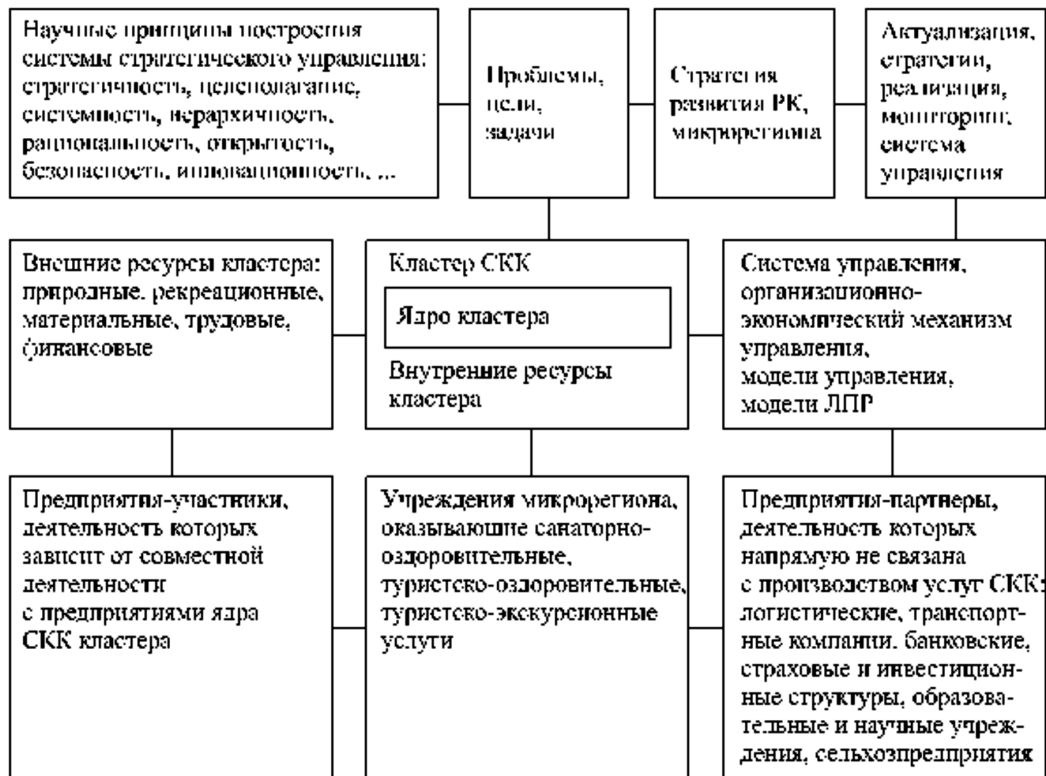 Научные принципы построения
системы стратегического управления:
стратегичность, целеполагание,
системность, иерархичность,
рациональность, открытость,
безопасность, инновационность, ...
Проблемы,
цели,
задачи
Стратегия
развития РК,
микрорегиона
Актуализация,
стратегии,
реализация,
мониторинг,
система
управления
Внешние ресурсы кластера:
природные, рекреационные,
материальные, трудовые,
финансовые
Кластер СКК
Ядро кластера
Внутренние ресурсы
кластера
Система управления,
организационно-
экономический механизм
управления,
модели управления,
модели ЛПР
Предприятия-участники,
деятельность которых
зависит от совместной
деятельности
с предприятиями ядра
СКК кластера
Учреждения микрорегиона,
оказывающие санаторно-
оздоровительные,
туристско-оздоровительные,
туристско-экскурсионные
услуги
Предприятия-партнеры,
деятельность которых
напрямую не связана
с производством услуг СКК:
логистические, транспорт-
ные компании, банковские,
страховые и инвестицион-
ные структуры, образова-
тельные и научные учреж-
дения, сельхозпредприятия